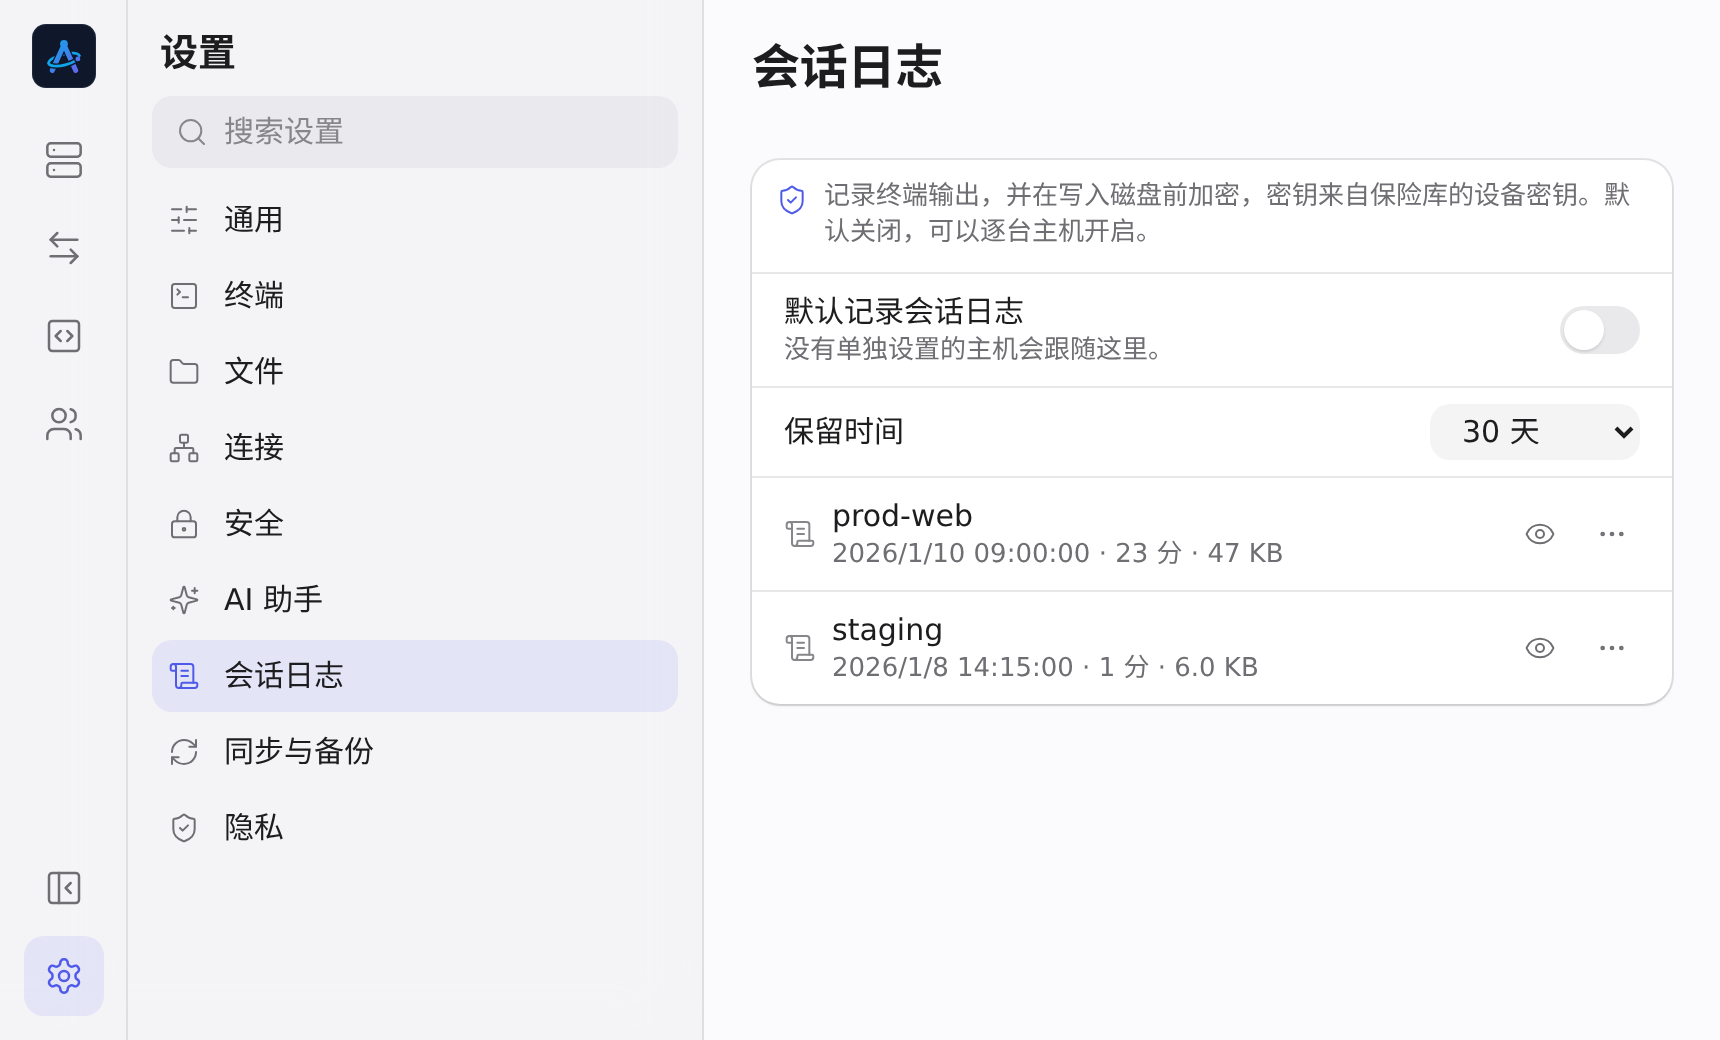 设置
搜索设置
通用
终端
文件
连接
安全
AI 助手
会话日志
同步与备份
隐私
会话日志
记录终端输出，并在写入磁盘前加密，密钥来自保险库的设备密钥。默
认关闭，可以逐台主机开启。
默认记录会话日志
没有单独设置的主机会跟随这里。
保留时间
30 天
prod-web
2026/1/10 09:00:00 · 23 分 · 47 KB
staging
2026/1/8 14:15:00 · 1 分 · 6.0 KB